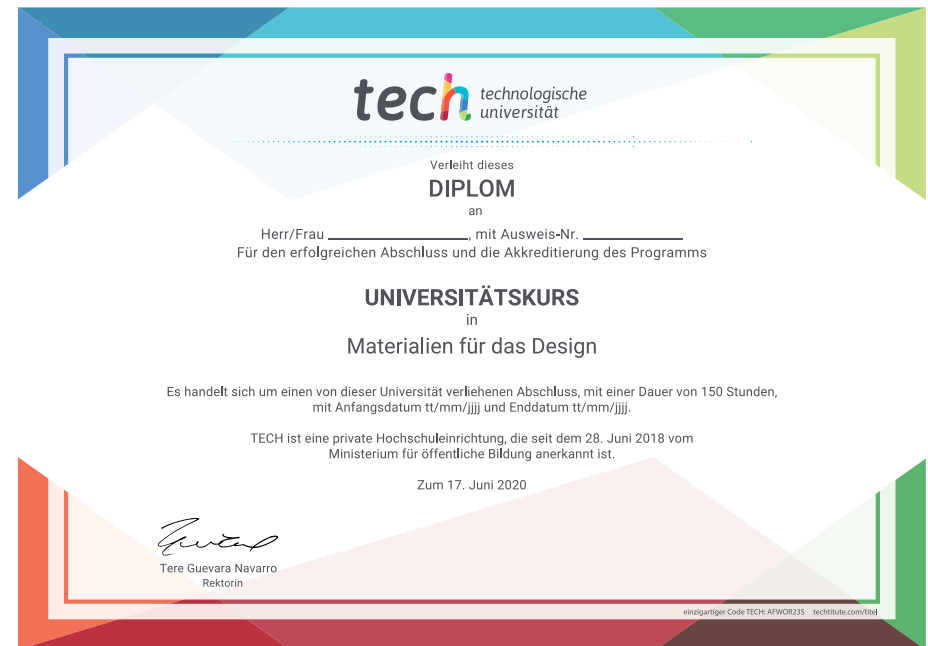 tech technologische
universität
Verleiht dieses
DIPLOM
an
Herr/Frau ____________________, mit Ausweis-Nr. ______________
Für den erfolgreichen Abschluss und die Akkreditierung des Programms
UNIVERSITÄTSKURS
in
Materialien für das Design
Es handelt sich um einen von dieser Universität verliehenen Abschluss, mit einer Dauer von 150 Stunden,
mit Anfangsdatum tt/mm/jjjj und Enddatum tt/mm/jjjj.
TECH ist eine private Hochschuleinrichtung, die seit dem 28. Juni 2018 vom
Ministerium für öffentliche Bildung anerkannt ist.
Zum 17. Juni 2020
Tere Guevara Navarro
Rektorin
einzigartiger Code TECH: AFWOR23S techtitute.com/titel